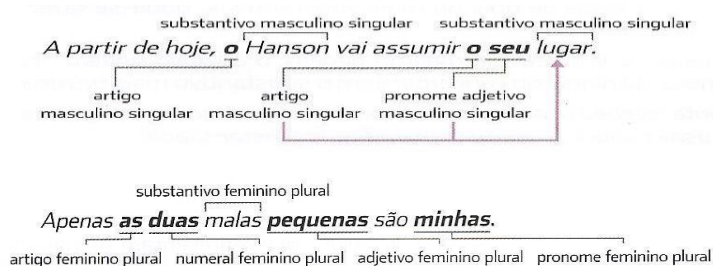 substantivo masculino singular substantivo masculino singular
A partir de hoje, o Hanson vai assumir o seu lugar.
artigo artigo pronome adjetivo
masculino singular masculino singular masculino singular
substantivo feminino plural
Apenas as duas malas pequenas são minhas.
artigo feminino plural numeral feminino plural adjetivo feminino plural pronome feminino plural